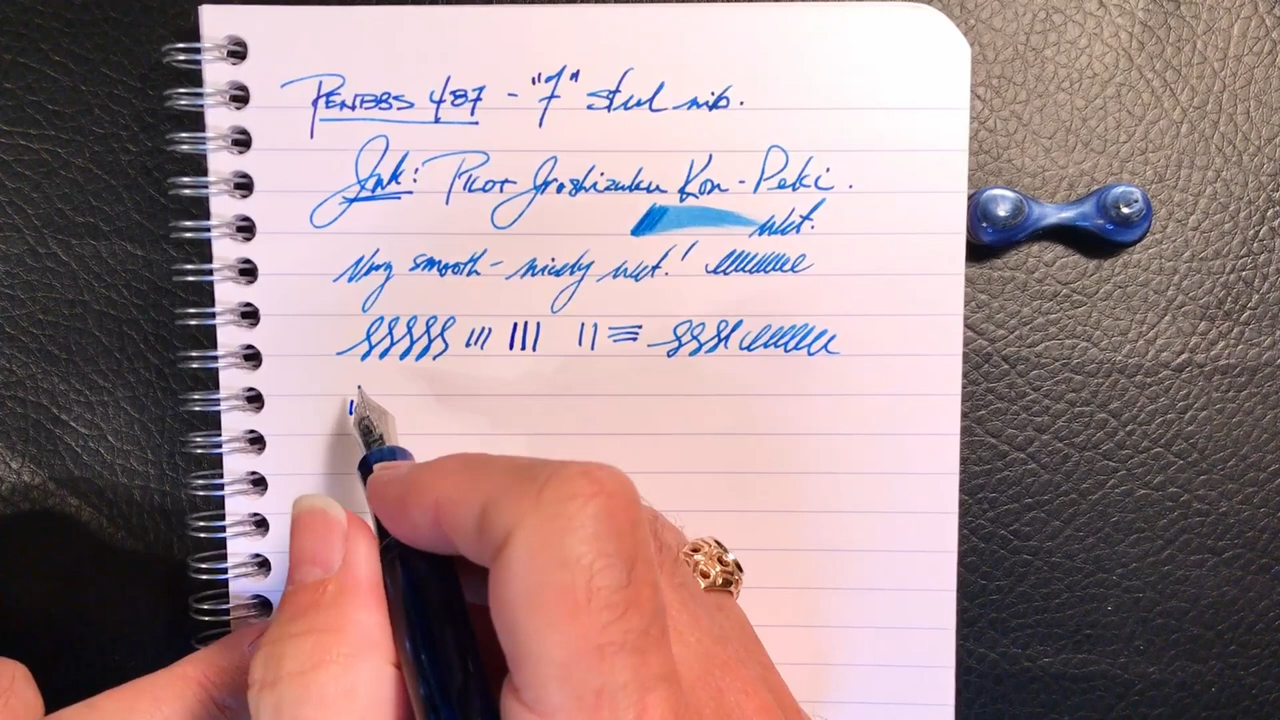 PENBBS 487 - "F" steel nib.
Ink: PILOT Iroshizuku Kon-Peki.
wet.
Very smooth - nicely wet!
"